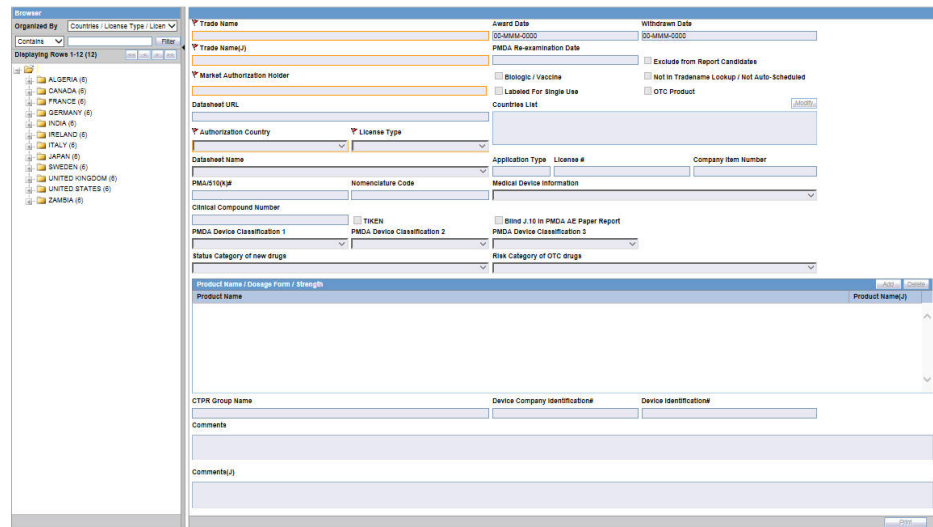 Browser
Organized By Countries / License Type / Licen
Contains Filter
Displaying Rows 1-12 (12)
ALGERIA (6)
CANADA (6)
FRANCE (6)
GERMANY (6)
INDIA (6)
IRELAND (6)
ITALY (6)
JAPAN (6)
SWEDEN (6)
UNITED KINGDOM (6)
UNITED STATES (6)
ZAMBIA (6)
Trade Name Award Date Withdrawn Date
00-MMM-0000 00-MMM-0000
Trade Name(J) PMDA Re-examination Date
Exclude from Report Candidates
Market Authorization Holder Biologic / Vaccine Not in Tradename Lookup / Not Auto-Scheduled
Labeled For Single Use OTC Product
Datasheet URL Countries List Modify
Authorization Country License Type
Datasheet Name Application Type License # Company Item Number
PMA/510(k)# Nomenclature Code Medical Device Information
Clinical Compound Number
TIKEN Blind J.10 in PMDA AE Paper Report
PMDA Device Classification 1 PMDA Device Classification 2 PMDA Device Classification 3
Status Category of new drugs Risk Category of OTC drugs
Product Name / Dosage Form / Strength Add Delete
Product Name Product Name(J)
CTPR Group Name Device Company Identification# Device Identification#
Comments
Comments(J)
Print